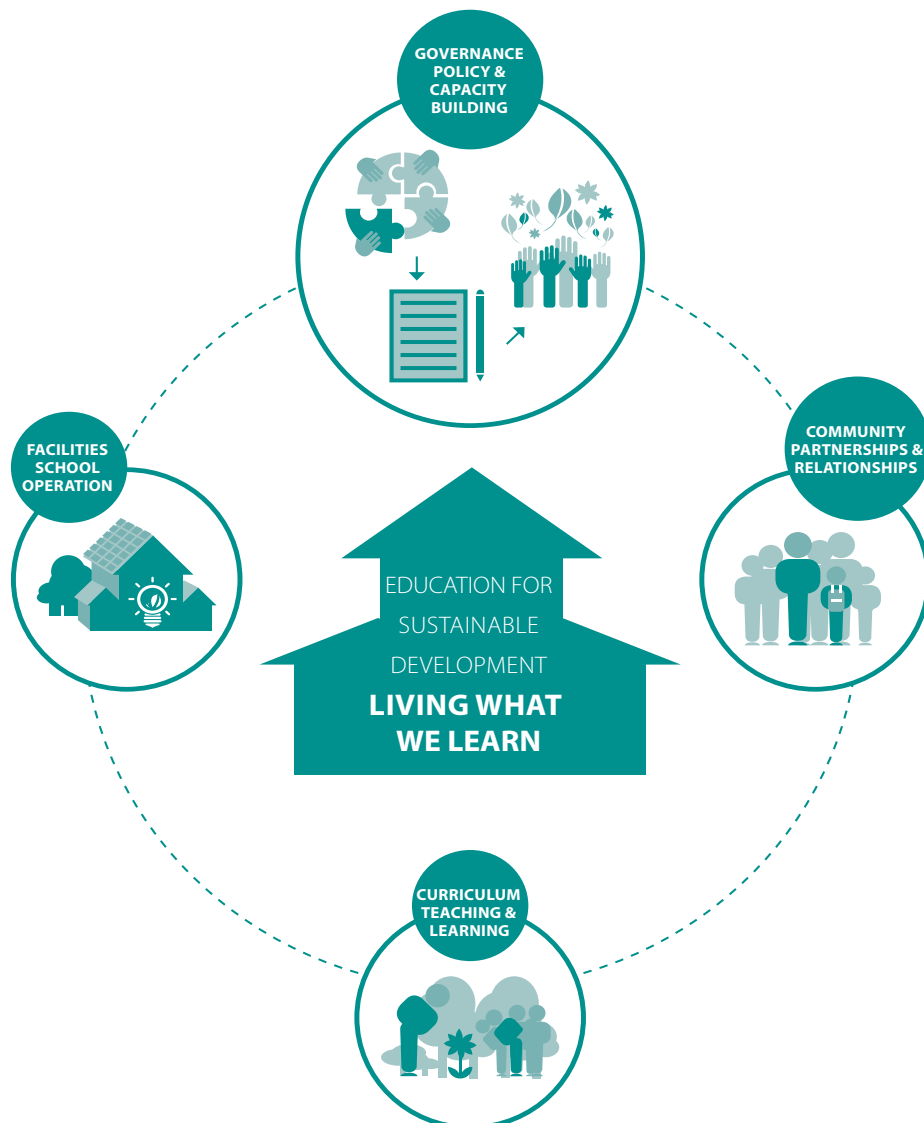 GOVERNANCE
POLICY &
CAPACITY
BUILDING
FACILITIES
SCHOOL
OPERATION
COMMUNITY
PARTNERSHIPS &
RELATIONSHIPS
EDUCATION FOR
SUSTAINABLE
DEVELOPMENT
LIVING WHAT
WE LEARN
CURRICULUM
TEACHING &
LEARNING